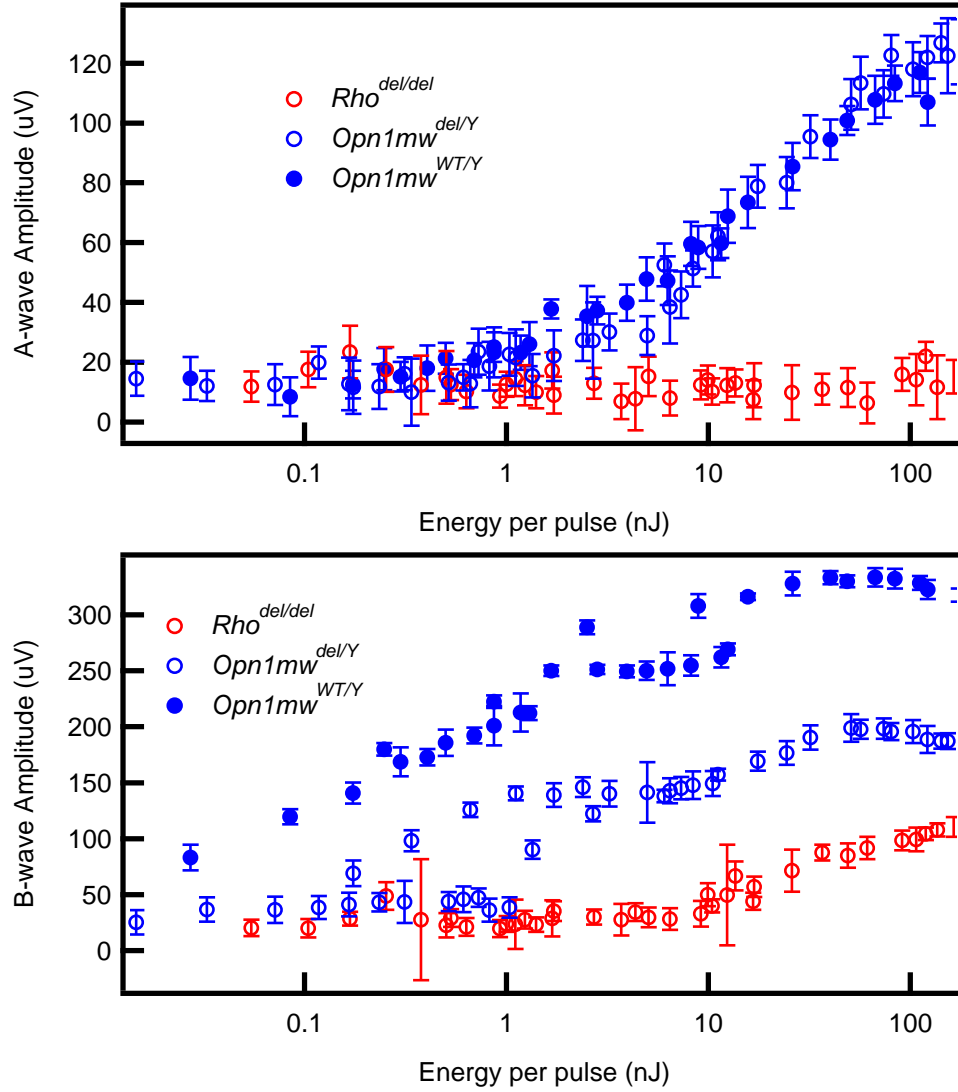 A-wave Amplitude (uV)
120
100
80
60
40
20
0
Rho^del/del
Opn1mw^del/Y
Opn1mw^WT/Y
0.1 1 10 100
Energy per pulse (nJ)
B-wave Amplitude (uV)
300
250
200
150
100
50
0
Rho^del/del
Opn1mw^del/Y
Opn1mw^WT/Y
0.1 1 10 100
Energy per pulse (nJ)